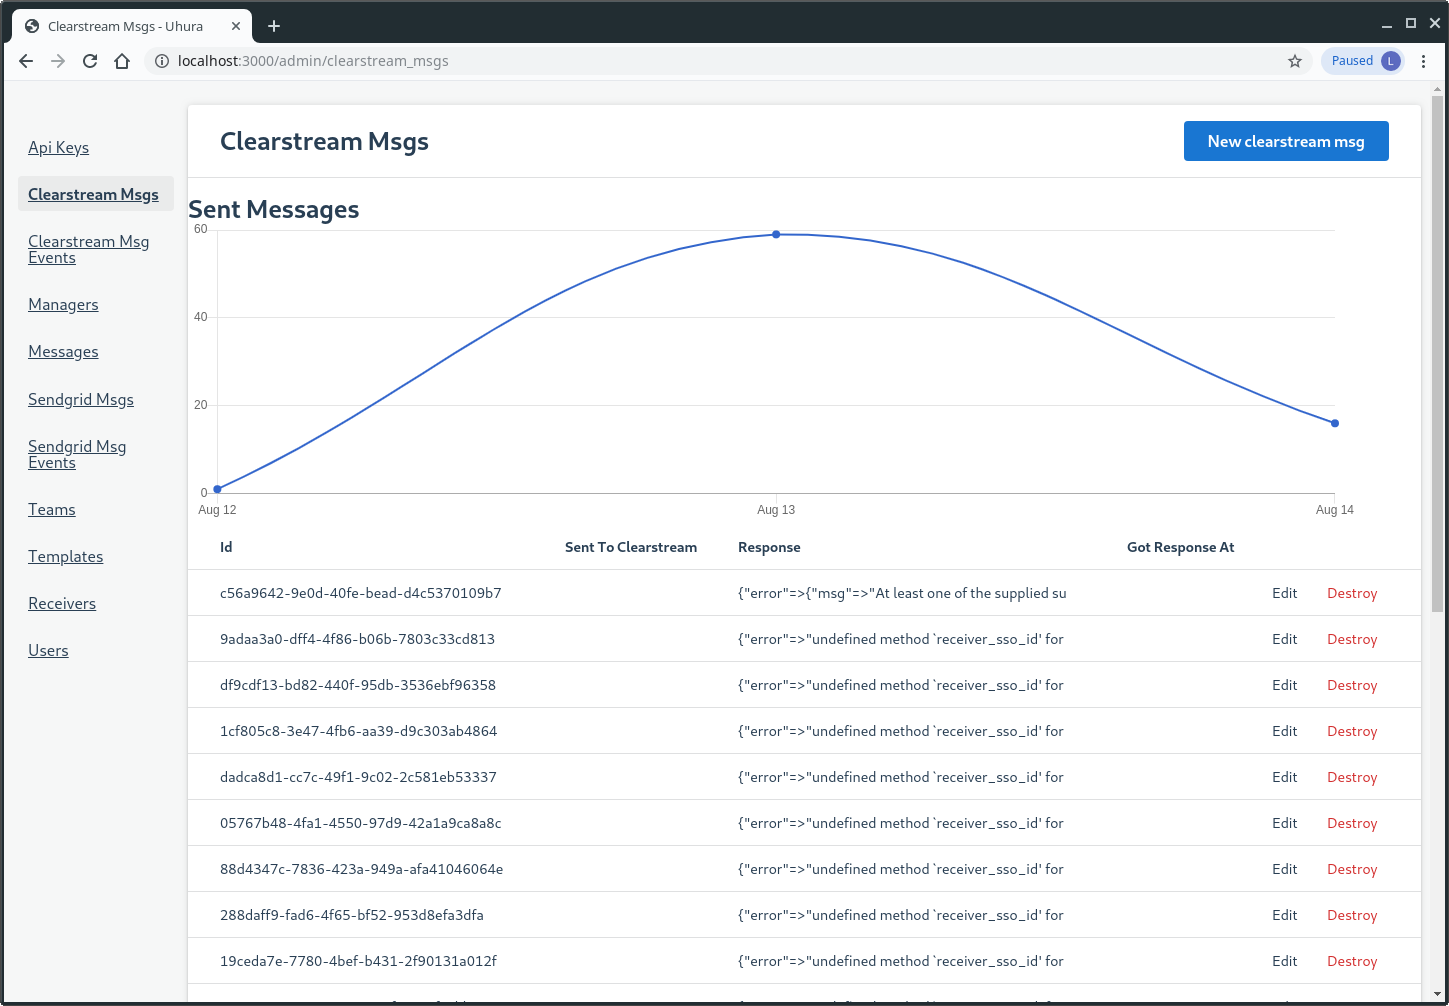 Clearstream Msgs - Uhura
localhost:3000/admin/clearstream_msgs
Paused L
Api Keys
Clearstream Msgs
Clearstream Msg
Events
Managers
Messages
Sendgrid Msgs
Sendgrid Msg
Events
Teams
Templates
Receivers
Users
Clearstream Msgs
New clearstream msg
Sent Messages
60
40
20
0
Aug 12 Aug 13 Aug 14
Id Sent To Clearstream Response Got Response At
c56a9642-9e0d-40fe-bead-d4c5370109b7 {"error"=>{"msg"=>"At least one of the supplied su Edit Destroy
9adaa3a0-dff4-4f86-b06b-7803c33cd813 {"error"=>"undefined method `receiver_sso_id' for Edit Destroy
df9cdf13-bd82-440f-95db-3536ebf96358 {"error"=>"undefined method `receiver_sso_id' for Edit Destroy
1cf805c8-3e47-4fb6-aa39-d9c303ab4864 {"error"=>"undefined method `receiver_sso_id' for Edit Destroy
dadca8d1-cc7c-49f1-9c02-2c581eb53337 {"error"=>"undefined method `receiver_sso_id' for Edit Destroy
05767b48-4fa1-4550-97d9-42a1a9ca8a8c {"error"=>"undefined method `receiver_sso_id' for Edit Destroy
88d4347c-7836-423a-949a-afa41046064e {"error"=>"undefined method `receiver_sso_id' for Edit Destroy
288daff9-fad6-4f65-bf52-953d8efa3dfa {"error"=>"undefined method `receiver_sso_id' for Edit Destroy
19ceda7e-7780-4bef-b431-2f90131a012f {"error"=>"undefined method `receiver_sso_id' for Edit Destroy